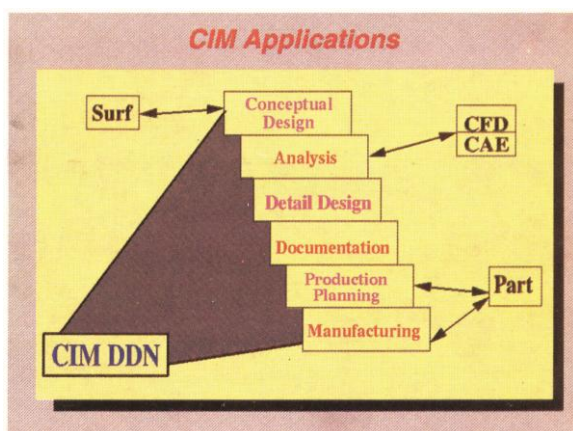 CIM Applications
Surf
Conceptual
Design
Analysis
CFD
CAE
Detail Design
Documentation
Production
Planning
Part
Manufacturing
CIM DDN